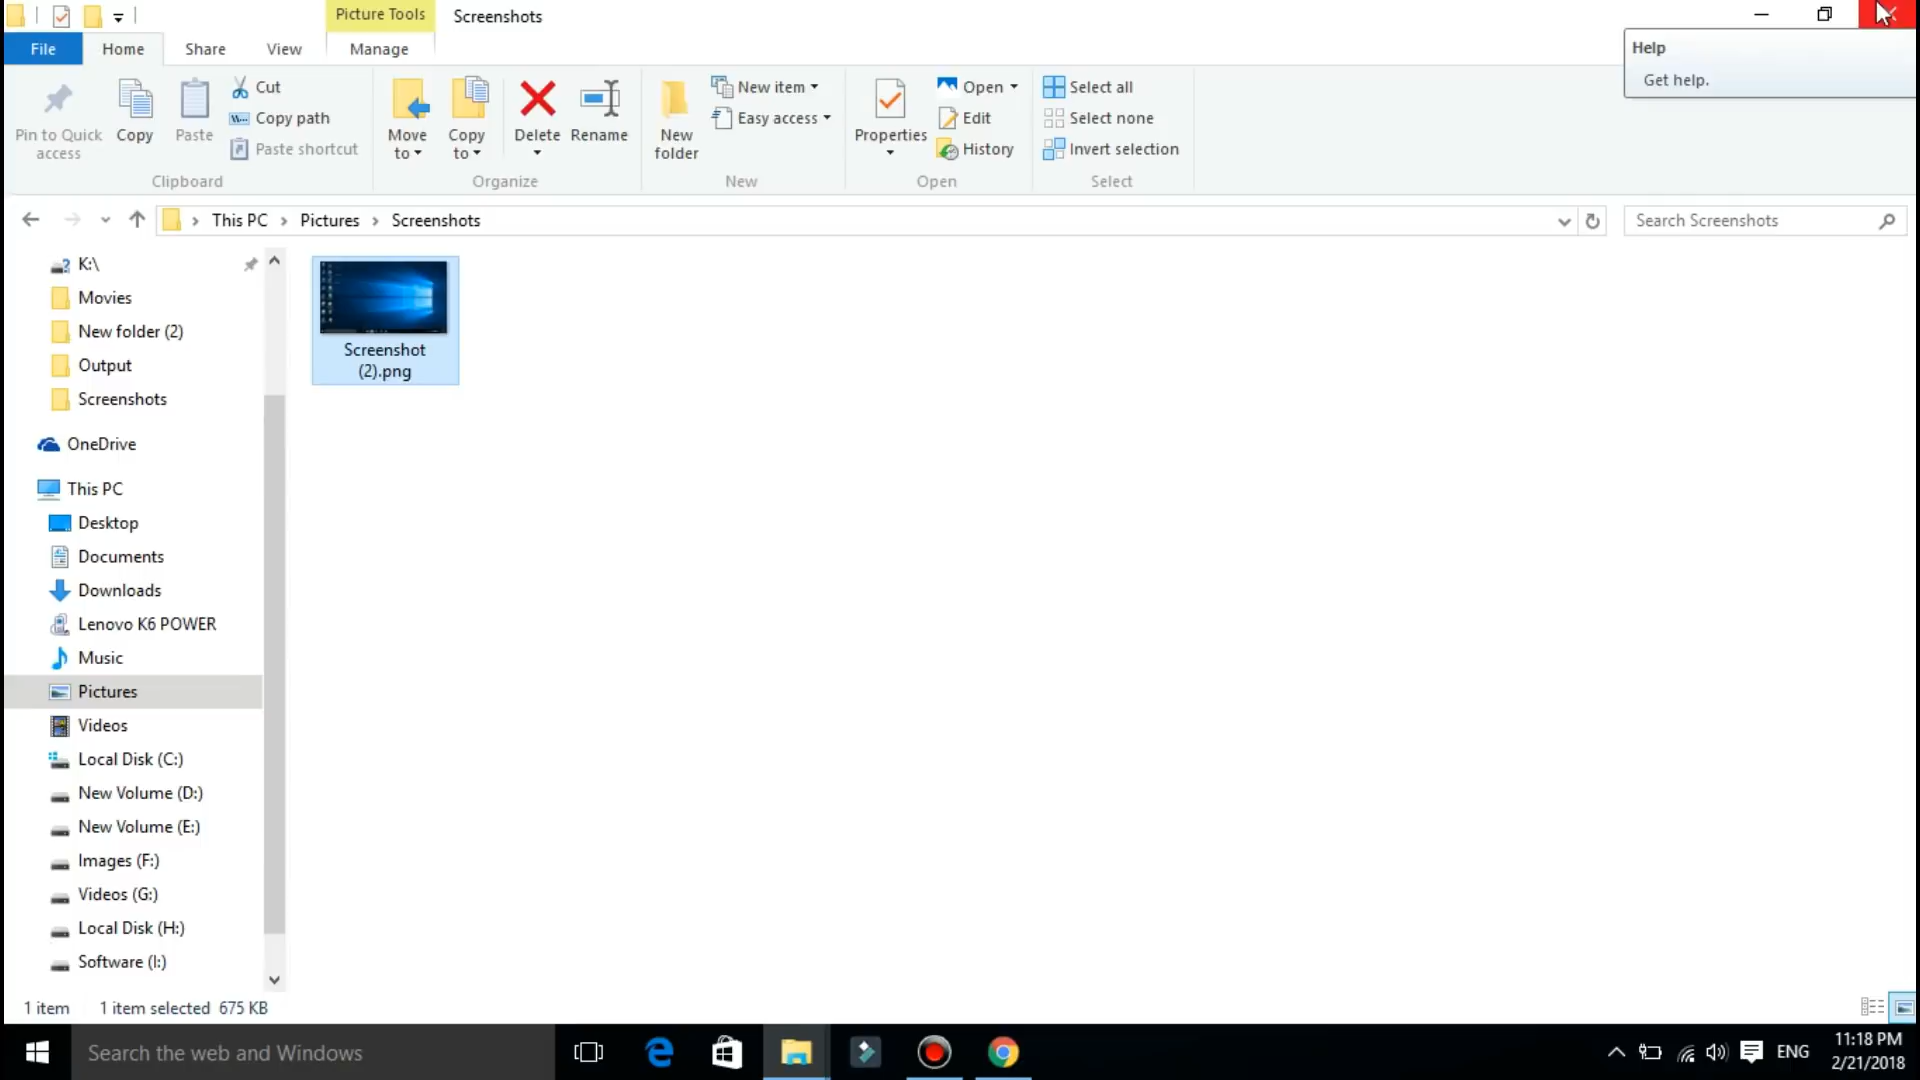 Picture Tools
Screenshots
File
Home
Share
View
Manage
Help
Get help.
Pin to Quick access
Copy
Paste
Cut
Copy path
Paste shortcut
Clipboard
Move to
Copy to
Delete
Rename
Organize
New folder
New item
Easy access
New
Properties
Open
Edit
History
Open
Select all
Select none
Invert selection
Select
This PC
Pictures
Screenshots
Search Screenshots
K:\
Movies
New folder (2)
Output
Screenshots
OneDrive
This PC
Desktop
Documents
Downloads
Lenovo K6 POWER
Music
Pictures
Videos
Local Disk (C:)
New Volume (D:)
New Volume (E:)
Images (F:)
Videos (G:)
Local Disk (H:)
Software (I:)
Screenshot
(2).png
1 item
1 item selected 675 KB
Search the web and Windows
ENG
11:18 PM
2/21/2018